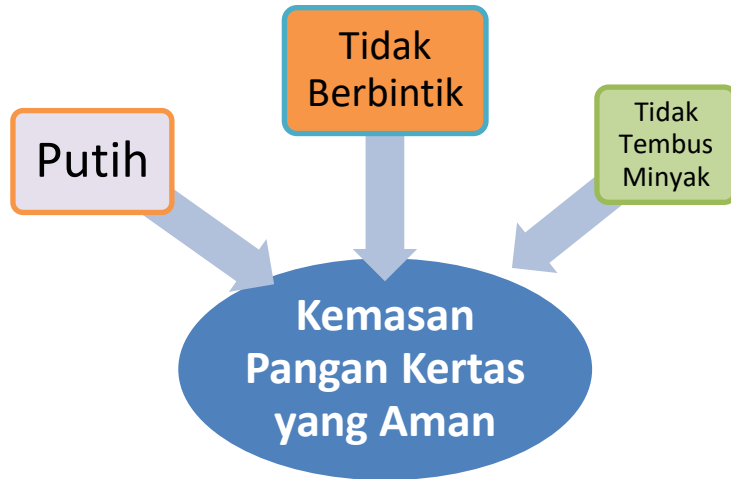 Putih
Tidak
Berbintik
Tidak
Tembus
Minyak
Kemasan
Pangan Kertas
yang Aman